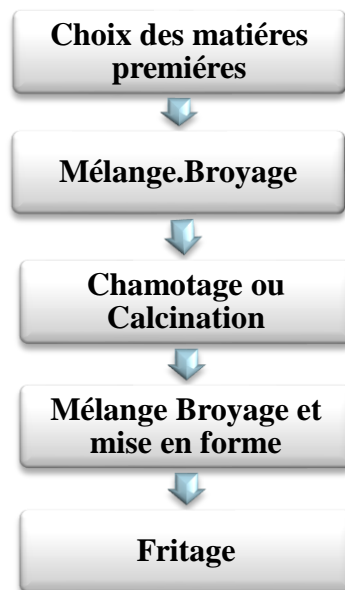 Choix des matiéres
premiéres
Mélange.Broyage
Chamotage ou
Calcination
Mélange Broyage et
mise en forme
Fritage